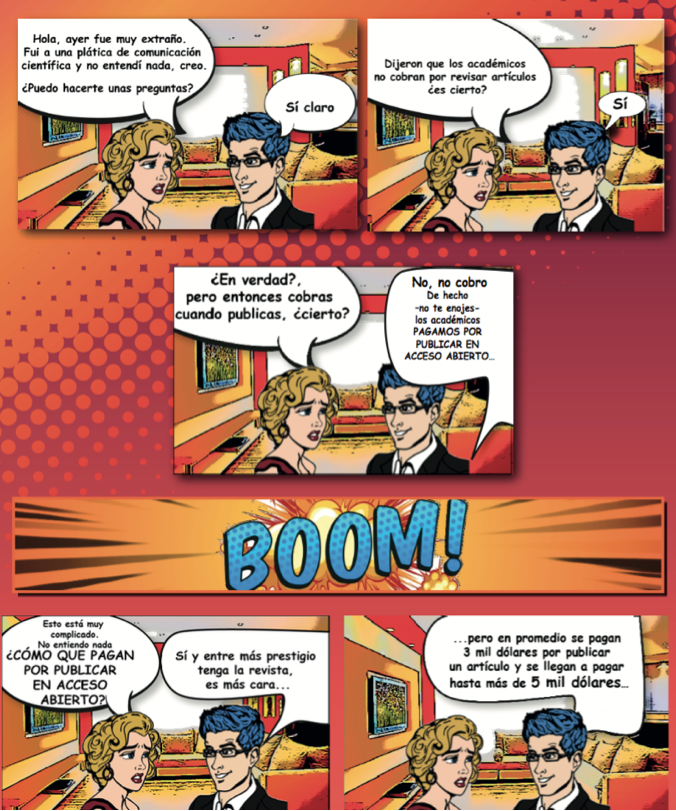 Hola, ayer fue muy extraño.
Fui a una plática de comunicación
científica y no entendí nada, creo.
¿Puedo hacerte unas preguntas?
Sí claro
Dijeron que los académicos
no cobran por revisar artículos
¿es cierto?
Sí
¿En verdad?,
pero entonces cobras
cuando publicas, ¿cierto?
No, no cobro
De hecho
-no te enojes-
los académicos
PAGAMOS POR
PUBLICAR EN
ACCESO ABIERTO...
BOOM!
Esto está muy
complicado.
No entiendo nada
¿CÓMO QUE PAGAN
POR PUBLICAR
EN ACCESO
ABIERTO?
Sí y entre más prestigio
tenga la revista,
es más cara...
...pero en promedio se pagan
3 mil dólares por publicar
un artículo y se llegan a pagar
hasta más de 5 mil dólares...